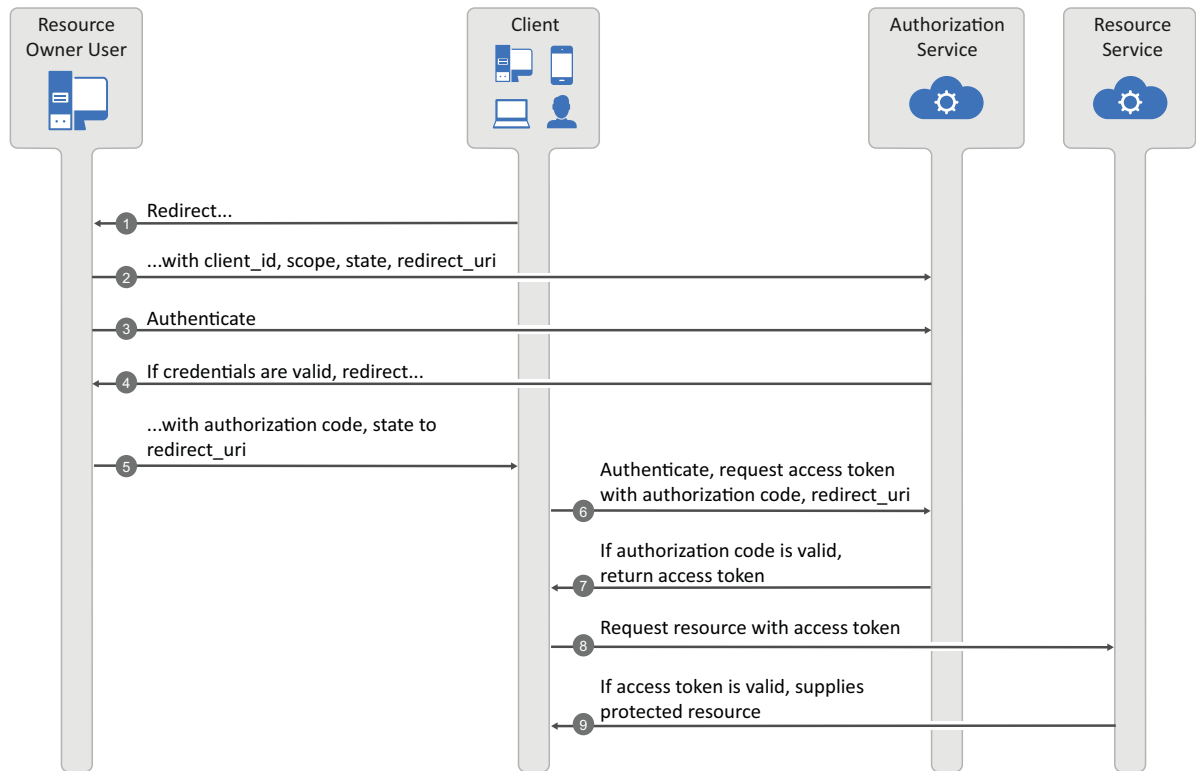 Resource
Owner User
Client
Authorization
Service
Resource
Service
1
Redirect...
2
...with client_id, scope, state, redirect_uri
3
Authenticate
4
If credentials are valid, redirect...
5
...with authorization code, state to
redirect_uri
6
Authenticate, request access token
with authorization code, redirect_uri
7
If authorization code is valid,
return access token
8
Request resource with access token
9
If access token is valid, supplies
protected resource